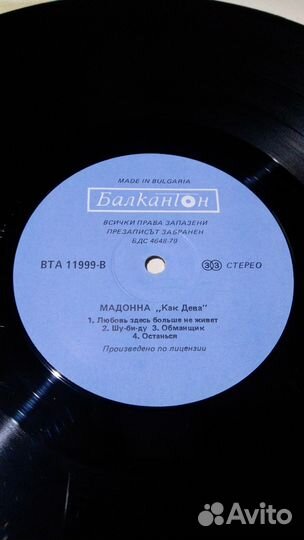 MADE IN BULGARIA
БалканТон
ВСИЧКИ ПРАВА ЗАПАЗЕНИ
ПРЕЗАПИСЪТ ЗАБРАНЕН
БДС 4648-79
ВТА 11999-В
33 СТЕРЕО
МАДОННА „Как Дева"
1. Любовь здесь больше не живет
2. Шу-би-ду 3. Обманщик
4. Останься
Произведено по лицензии
Avito